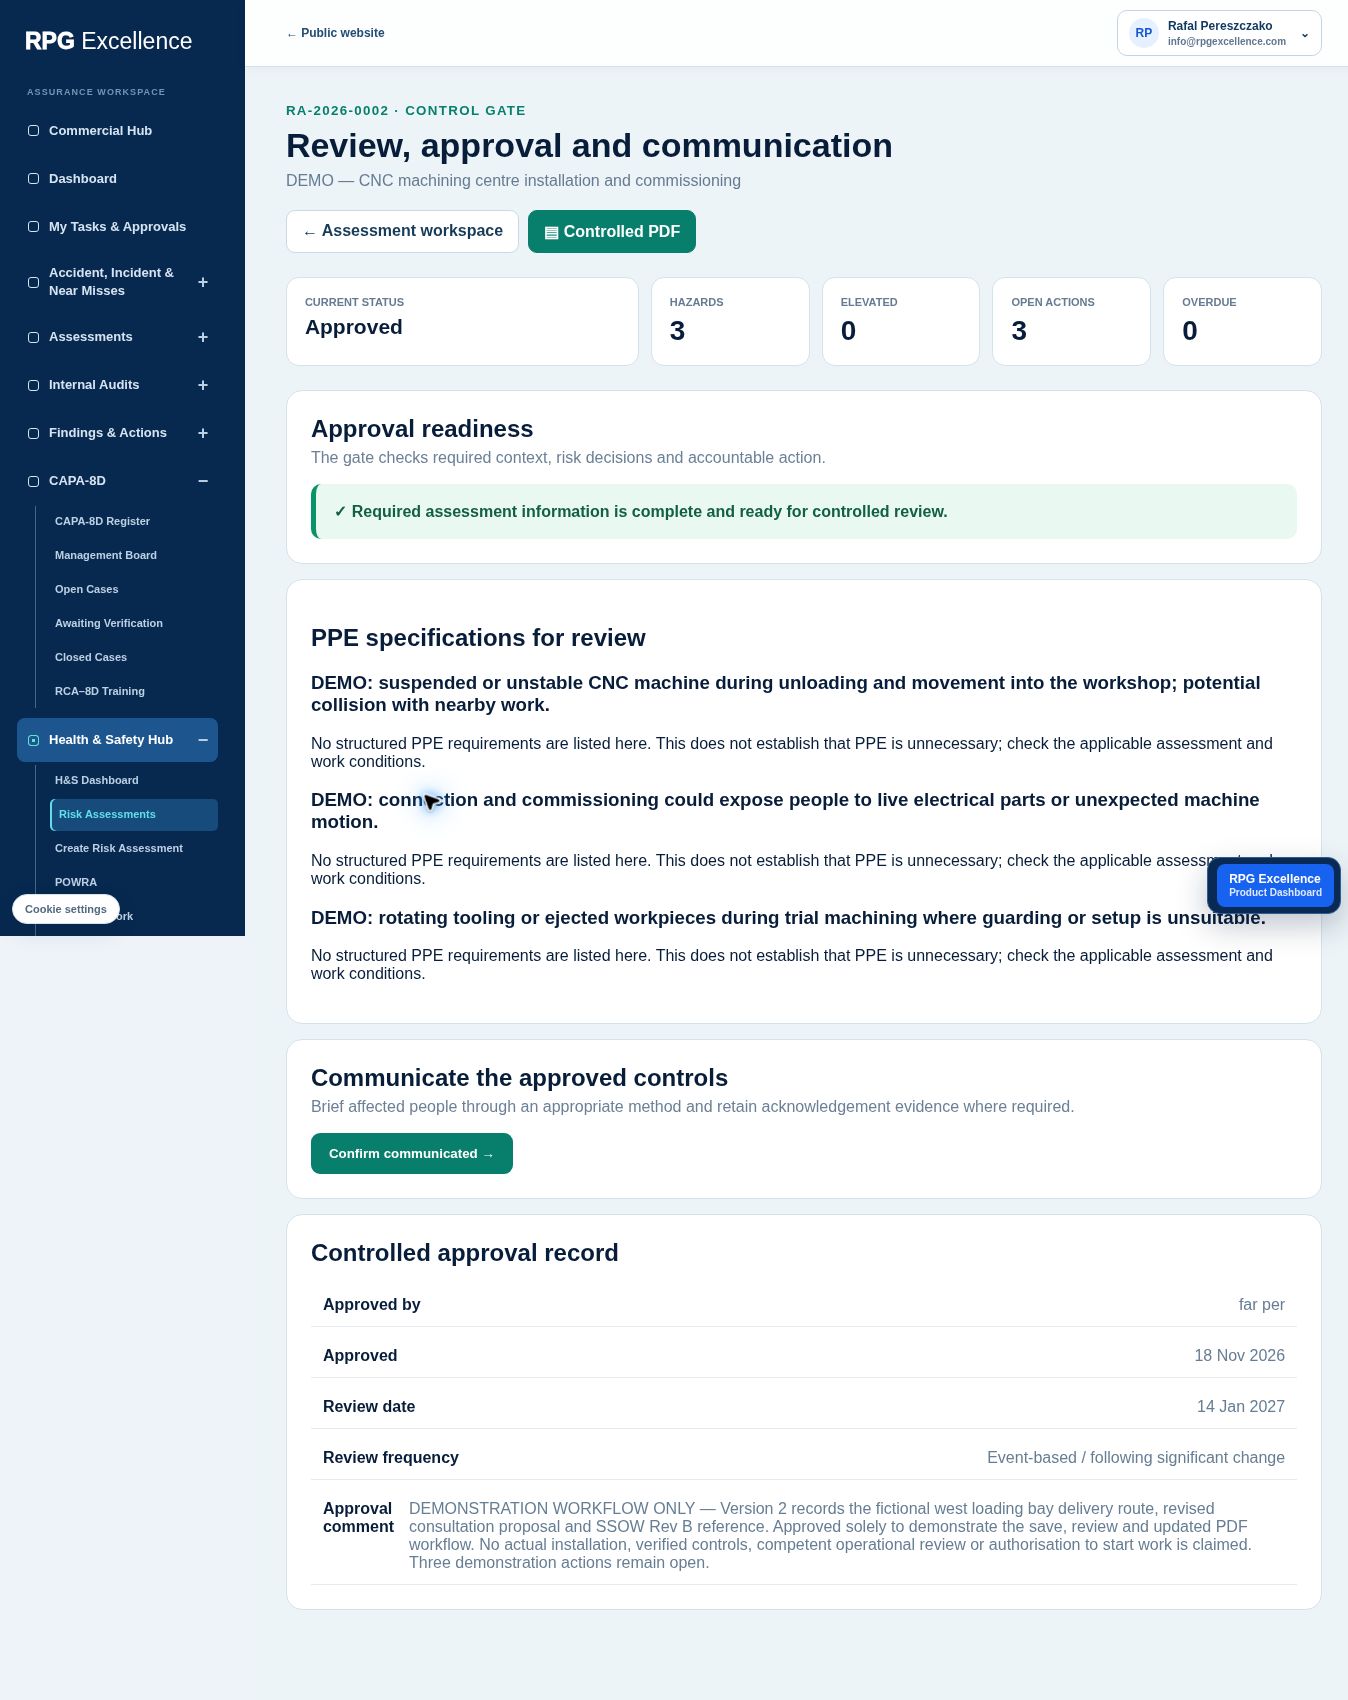 RPG Excellence
ASSURANCE WORKSPACE
Commercial Hub
Dashboard
My Tasks & Approvals
Accident, Incident &
Near Misses
+
Assessments
+
Internal Audits
+
Findings & Actions
+
CAPA-8D
−
CAPA-8D Register
Management Board
Open Cases
Awaiting Verification
Closed Cases
RCA–8D Training
Health & Safety Hub
−
H&S Dashboard
Risk Assessments
Create Risk Assessment
POWRA
Cookie settings
← Public website
RP
Rafal Pereszczako
info@rpgexcellence.com
RA-2026-0002 · CONTROL GATE
Review, approval and communication
DEMO — CNC machining centre installation and commissioning
← Assessment workspace
▤ Controlled PDF
CURRENT STATUS
Approved
HAZARDS
3
ELEVATED
0
OPEN ACTIONS
3
OVERDUE
0
Approval readiness
The gate checks required context, risk decisions and accountable action.
✓ Required assessment information is complete and ready for controlled review.
PPE specifications for review
DEMO: suspended or unstable CNC machine during unloading and movement into the workshop; potential
collision with nearby work.
No structured PPE requirements are listed here. This does not establish that PPE is unnecessary; check the applicable assessment and
work conditions.
DEMO: connection and commissioning could expose people to live electrical parts or unexpected machine
motion.
No structured PPE requirements are listed here. This does not establish that PPE is unnecessary; check the applicable assessment and
work conditions.
RPG Excellence
Product Dashboard
DEMO: rotating tooling or ejected workpieces during trial machining where guarding or setup is unsuitable.
No structured PPE requirements are listed here. This does not establish that PPE is unnecessary; check the applicable assessment and
work conditions.
Communicate the approved controls
Brief affected people through an appropriate method and retain acknowledgement evidence where required.
Confirm communicated →
Controlled approval record
Approved by
far per
Approved
18 Nov 2026
Review date
14 Jan 2027
Review frequency
Event-based / following significant change
Approval
comment
DEMONSTRATION WORKFLOW ONLY — Version 2 records the fictional west loading bay delivery route, revised
consultation proposal and SSOW Rev B reference. Approved solely to demonstrate the save, review and updated PDF
workflow. No actual installation, verified controls, competent operational review or authorisation to start work is claimed.
Three demonstration actions remain open.